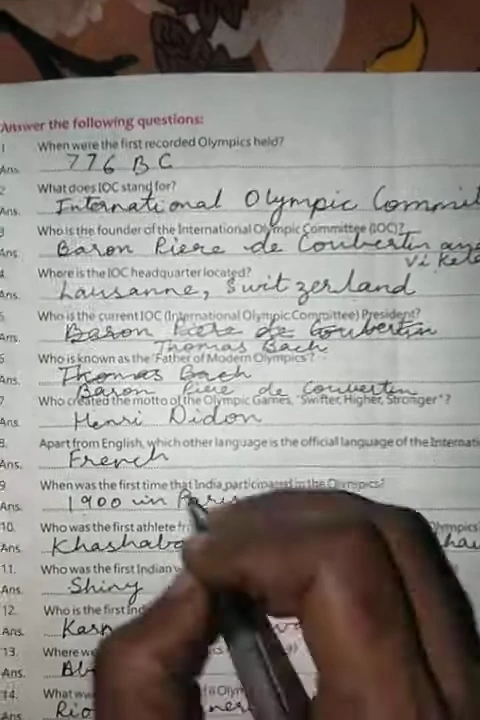 Answer the following questions:
1 When were the first recorded Olympics held?
Ans. 776 B C
2 What does IOC stand for?
Ans. International Olympic Commit
3 Who is the founder of the International Olympic Committee (IOC)?
Ans. Baron Piere de Coubertin and
Vikela
4 Where is the IOC headquarter located?
Ans. Lausanne, Switzerland
5 Who is the current IOC (International Olympic Committee) President?
Ans. Baron Piere de Coubertin
Thomas Bach
6 Who is known as the 'Father of Modern Olympics'?
Ans. Thomas Bach
Baron Piere de Couvertin
7 Who created the motto of the Olympic Games, "Swifter, Higher, Stronger"?
Ans. Henri Didon
8. Apart from English, which other language is the official language of the Internati
Ans. French
9 When was the first time that India participated in the Olympics?
Ans. 1900 in Paris
10. Who was the first athlete fr lympics
Ans. Khashaba
11. Who was the first Indian w
Ans. Shiny
12. Who is the first Ind
Ans. Karn
13. Where we
Ans.
14. What wa Olym
Ans. Rio